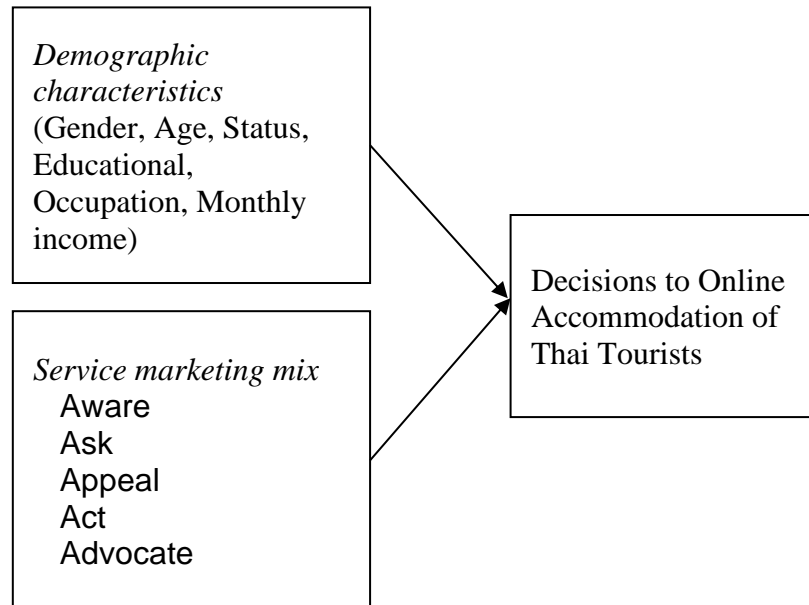 Demographic
characteristics
(Gender, Age, Status,
Educational,
Occupation, Monthly
income)
Service marketing mix
Aware
Ask
Appeal
Act
Advocate
Decisions to Online
Accommodation of
Thai Tourists